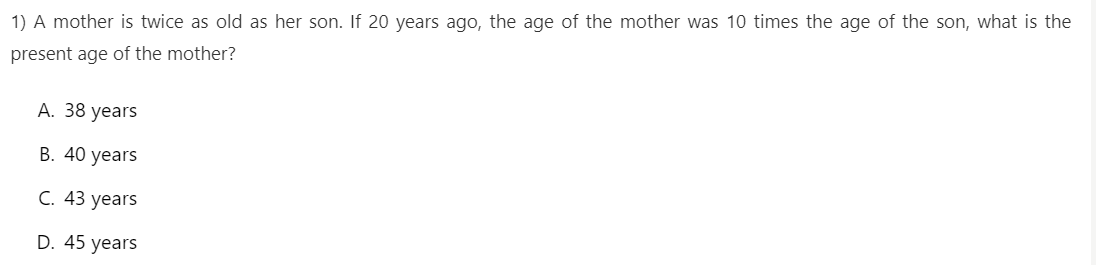 1) A mother is twice as old as her son. If 20 years ago, the age of the mother was 10 times the age of the son, what is the
present age of the mother?
A. 38 years
B. 40 years
C. 43 years
D. 45 years